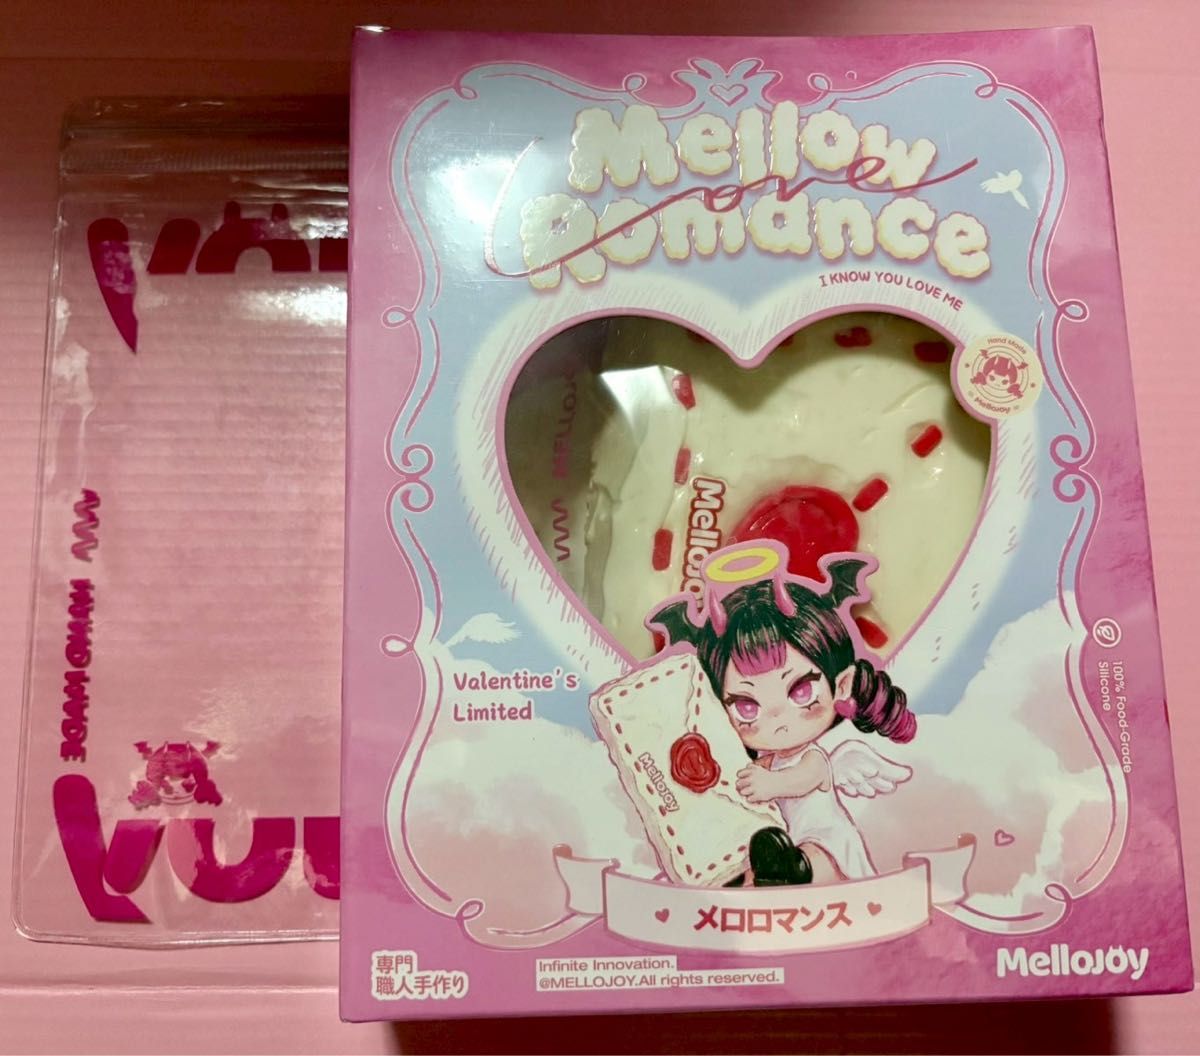 Mellow
Love
Romance
I KNOW YOU LOVE ME
Hand Made
MelloJoy
MELLOJOY
Valentine's
Limited
MelloJoy
100% Food-Grade
Silicone
メロロマンス
専門
職人手作り
Infinite Innovation.
@MELLOJOY.All rights reserved.
MelloJoy